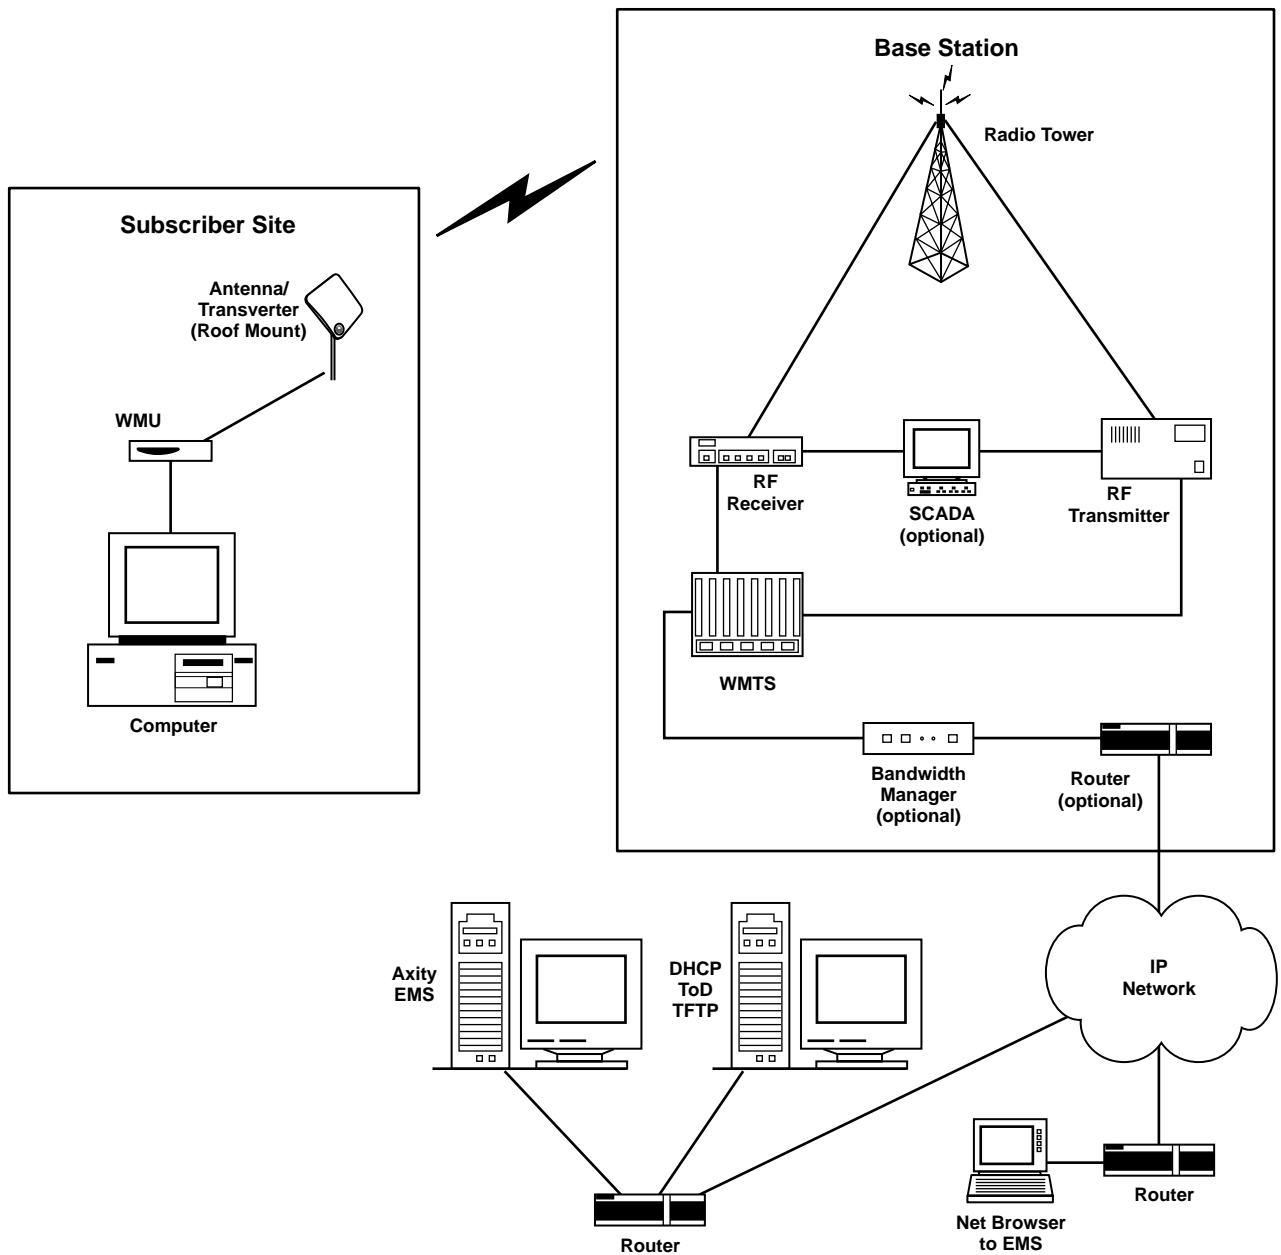 Base Station
Radio Tower
Subscriber Site
Antenna/
Transverter
(Roof Mount)
WMU
Computer
RF
Receiver
SCADA
(optional)
RF
Transmitter
WMTS
Bandwidth
Manager
(optional)
Router
(optional)
Axity
EMS
DHCP
ToD
TFTP
IP
Network
Router
Net Browser
to EMS
Router